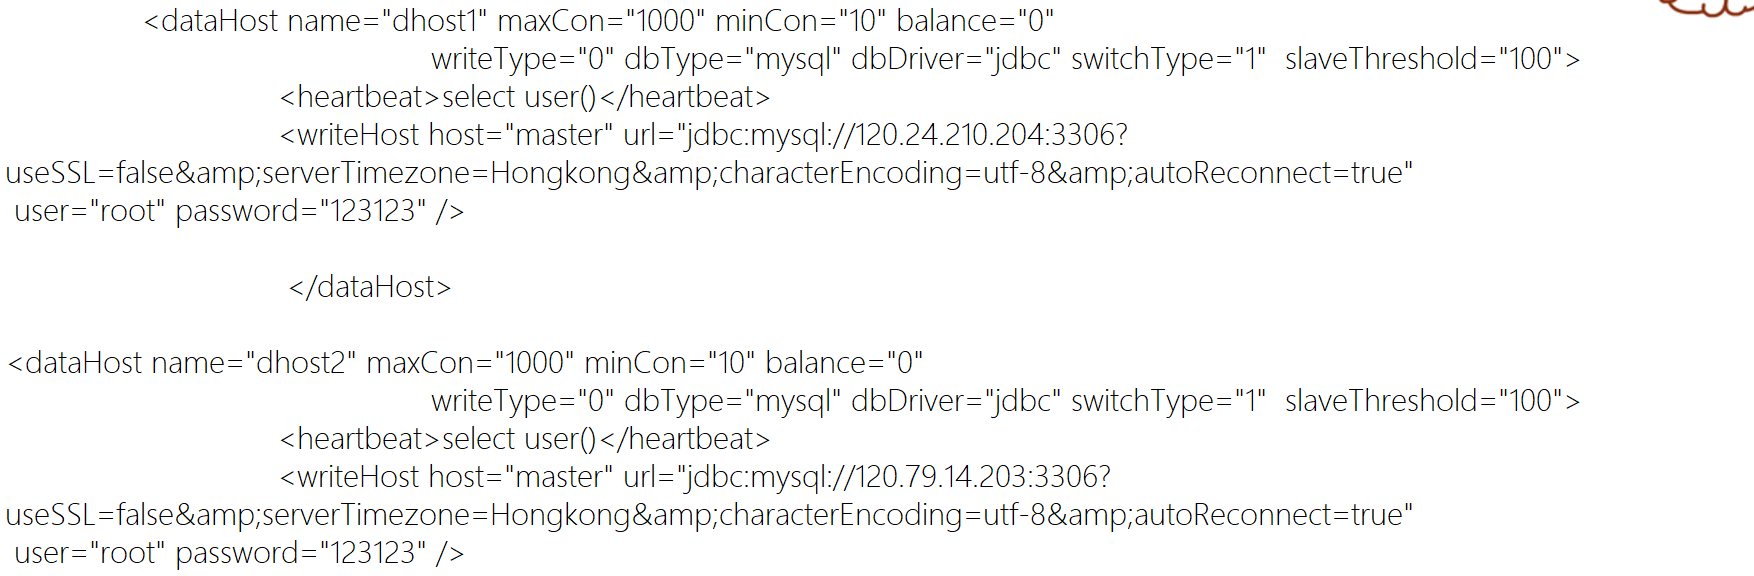 <dataHost name="dhost1" maxCon="1000" minCon="10" balance="0"
writeType="0" dbType="mysql" dbDriver="jdbc" switchType="1"  slaveThreshold="100">
<heartbeat>select user()</heartbeat>
<writeHost host="master" url="jdbc:mysql://120.24.210.204:3306?
useSSL=false&amp;serverTimezone=Hongkong&amp;characterEncoding=utf-8&amp;autoReconnect=true"
user="root" password="123123" />
</dataHost>
<dataHost name="dhost2" maxCon="1000" minCon="10" balance="0"
writeType="0" dbType="mysql" dbDriver="jdbc" switchType="1"  slaveThreshold="100">
<heartbeat>select user()</heartbeat>
<writeHost host="master" url="jdbc:mysql://120.79.14.203:3306?
useSSL=false&amp;serverTimezone=Hongkong&amp;characterEncoding=utf-8&amp;autoReconnect=true"
user="root" password="123123" />